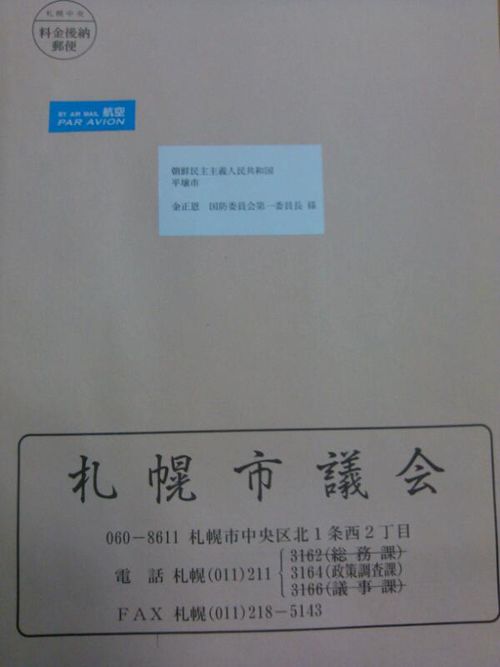 札幌中央
料金後納
郵便
BY AIR MAIL 航空
PAR AVION
朝鮮民主主義人民共和国
平壌市
金正恩 国防委員会第一委員長 様
札幌市議会
060-8611 札幌市中央区北1条西2丁目
電話 札幌(011)211
3162(総務課)
3164(政策調査課)
3166(議事課)
FAX 札幌(011)218-5143